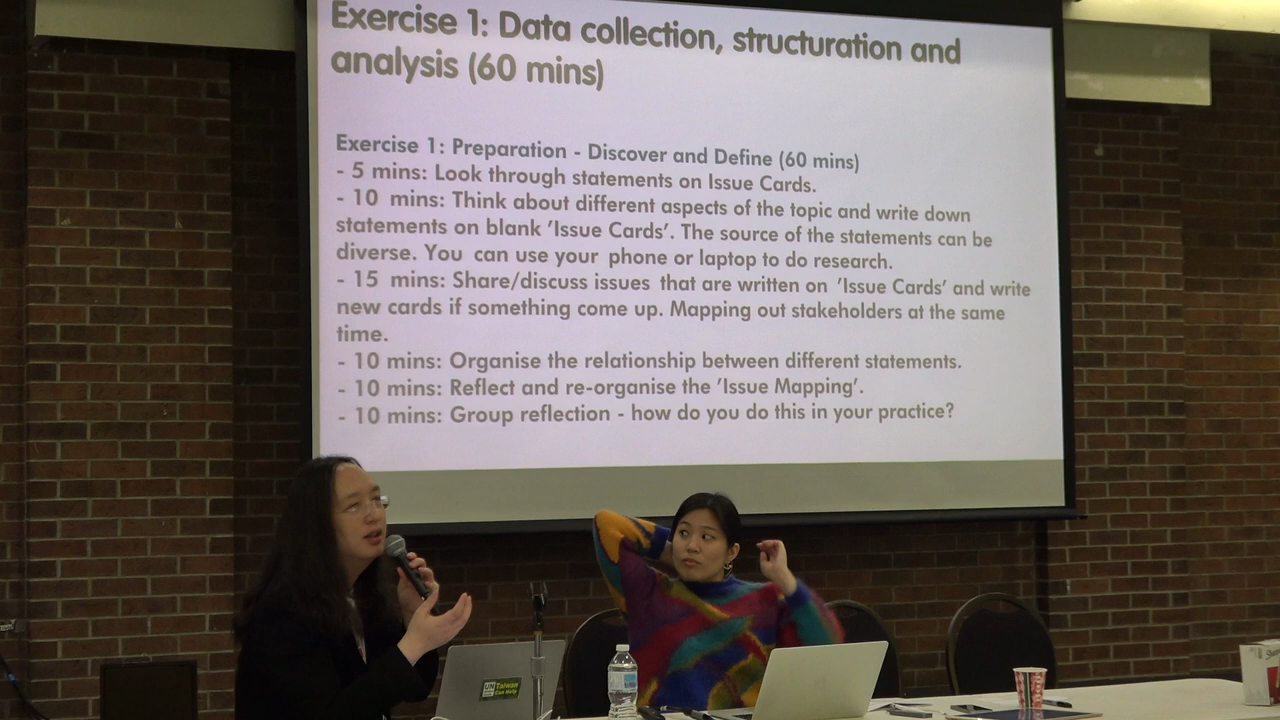 Exercise 1: Data collection, structuration and
analysis (60 mins)
Exercise 1: Preparation - Discover and Define (60 mins)
- 5 mins: Look through statements on Issue Cards.
- 10 mins: Think about different aspects of the topic and write down
statements on blank 'Issue Cards'. The source of the statements can be
diverse. You can use your phone or laptop to do research.
- 15 mins: Share/discuss issues that are written on 'Issue Cards' and write
new cards if something come up. Mapping out stakeholders at the same
time.
- 10 mins: Organise the relationship between different statements.
- 10 mins: Reflect and re-organise the 'Issue Mapping'.
- 10 mins: Group reflection - how do you do this in your practice?
UN Taiwan
Can Help